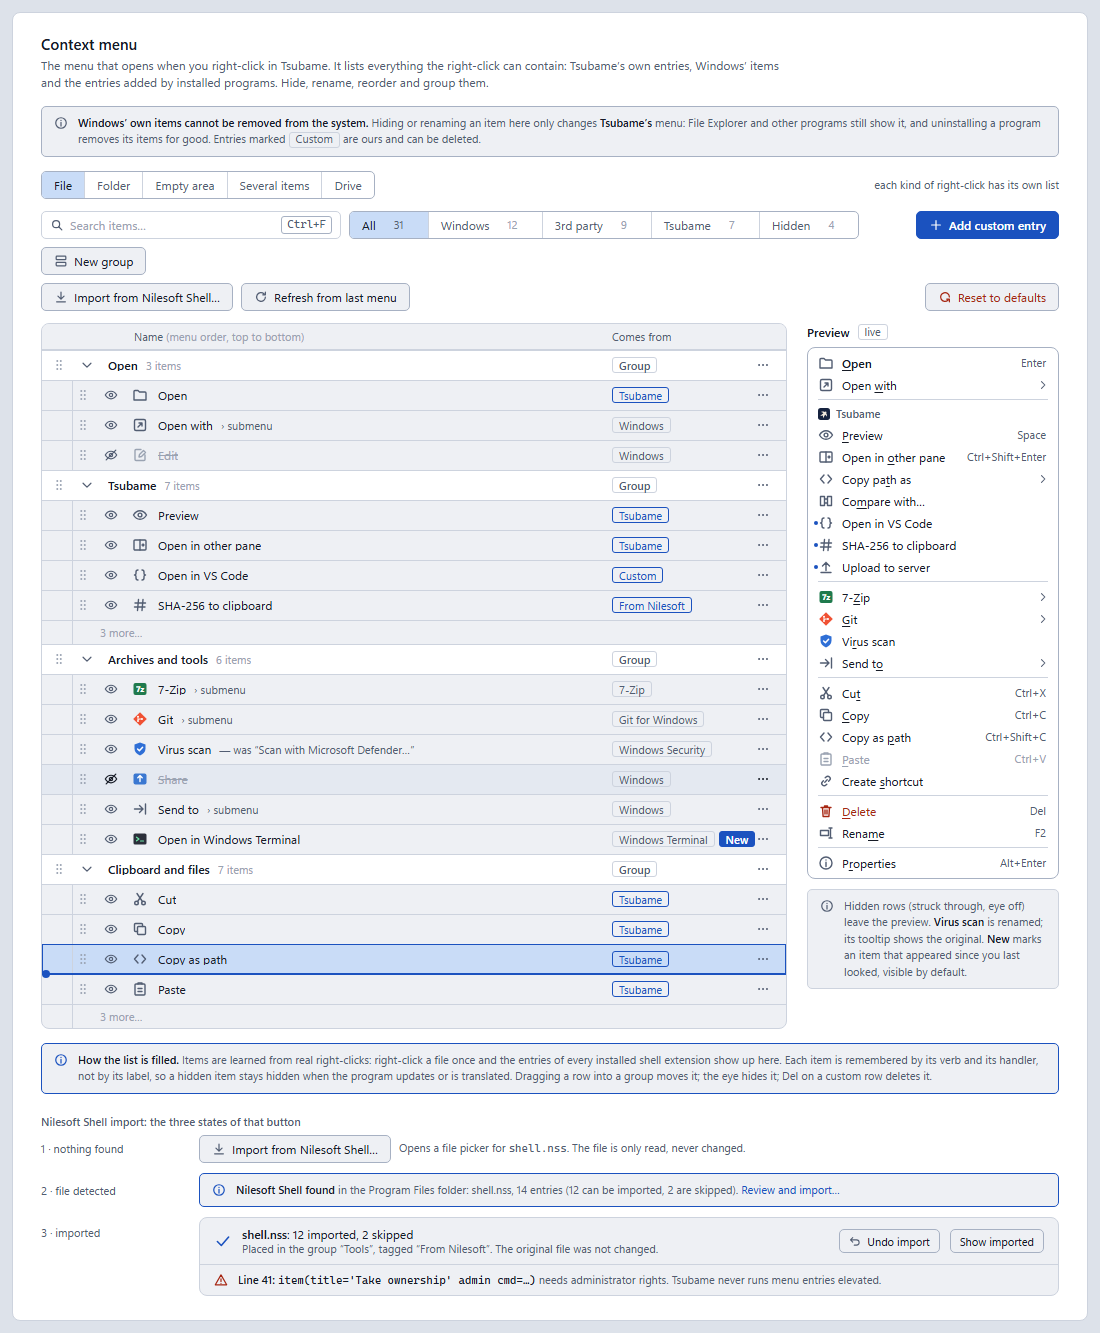 Context menu
The menu that opens when you right-click in Tsubame. It lists everything the right-click can contain: Tsubame's own entries, Windows' items
and the entries added by installed programs. Hide, rename, reorder and group them.
Windows' own items cannot be removed from the system. Hiding or renaming an item here only changes Tsubame's menu: File Explorer and other programs still show it, and uninstalling a program
removes its items for good. Entries marked Custom are ours and can be deleted.
File Folder Empty area Several items Drive
each kind of right-click has its own list
Search items... Ctrl+F
All 31 Windows 12 3rd party 9 Tsubame 7 Hidden 4
Add custom entry
New group
Import from Nilesoft Shell... Refresh from last menu
Reset to defaults
Name (menu order, top to bottom) Comes from
Open 3 items Group ···
Open Tsubame ···
Open with › submenu Windows ···
Edit Windows ···
Tsubame 7 items Group ···
Preview Tsubame ···
Open in other pane Tsubame ···
{} Open in VS Code Custom ···
# SHA-256 to clipboard From Nilesoft ···
3 more...
Archives and tools 6 items Group ···
7z 7-Zip › submenu 7-Zip ···
Git › submenu Git for Windows ···
Virus scan — was “Scan with Microsoft Defender...” Windows Security ···
Share Windows ···
Send to › submenu Windows ···
Open in Windows Terminal Windows Terminal New ···
Clipboard and files 7 items Group ···
Cut Tsubame ···
Copy Tsubame ···
<> Copy as path Tsubame ···
Paste Tsubame ···
3 more...
Preview live
Open Enter
Open with
Tsubame
Preview Space
Open in other pane Ctrl+Shift+Enter
<> Copy path as
Compare with...
{} Open in VS Code
# SHA-256 to clipboard
Upload to server
7z 7-Zip
Git
Virus scan
Send to
Cut Ctrl+X
Copy Ctrl+C
<> Copy as path Ctrl+Shift+C
Paste Ctrl+V
Create shortcut
Delete Del
Rename F2
Properties Alt+Enter
Hidden rows (struck through, eye off)
leave the preview. Virus scan is renamed;
its tooltip shows the original. New marks
an item that appeared since you last
looked, visible by default.
How the list is filled. Items are learned from real right-clicks: right-click a file once and the entries of every installed shell extension show up here. Each item is remembered by its verb and its handler,
not by its label, so a hidden item stays hidden when the program updates or is translated. Dragging a row into a group moves it; the eye hides it; Del on a custom row deletes it.
Nilesoft Shell import: the three states of that button
1 · nothing found
Import from Nilesoft Shell... Opens a file picker for shell.nss. The file is only read, never changed.
2 · file detected
Nilesoft Shell found in the Program Files folder: shell.nss, 14 entries (12 can be imported, 2 are skipped). Review and import...
3 · imported
shell.nss: 12 imported, 2 skipped
Placed in the group “Tools”, tagged “From Nilesoft”. The original file was not changed.
Undo import Show imported
Line 41: item(title='Take ownership' admin cmd=…) needs administrator rights. Tsubame never runs menu entries elevated.